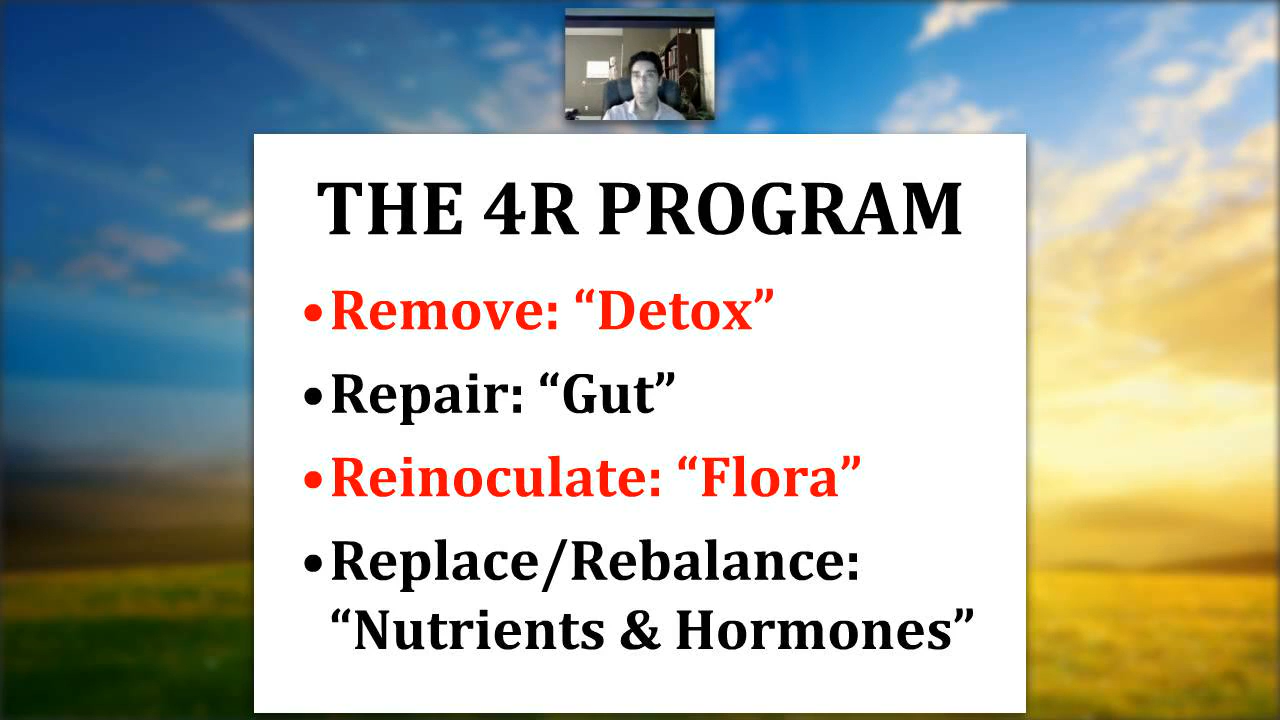 THE 4R PROGRAM
•Remove: “Detox”
•Repair: “Gut”
•Reinoculate: “Flora”
•Replace/Rebalance:
“Nutrients & Hormones”